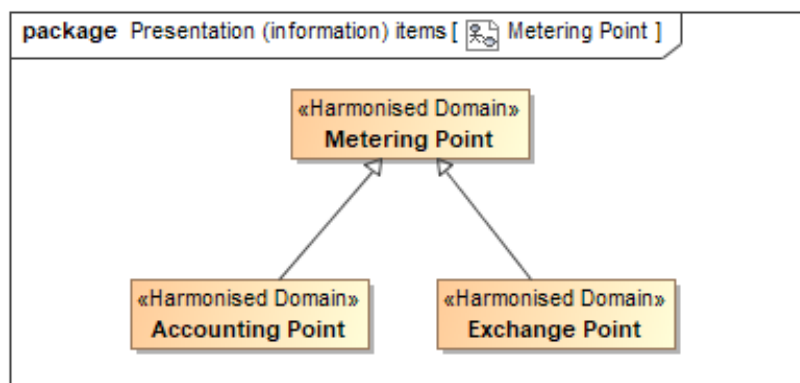 package Presentation (information) items [ Metering Point ]
«Harmonised Domain»
Metering Point
«Harmonised Domain»
Accounting Point
«Harmonised Domain»
Exchange Point